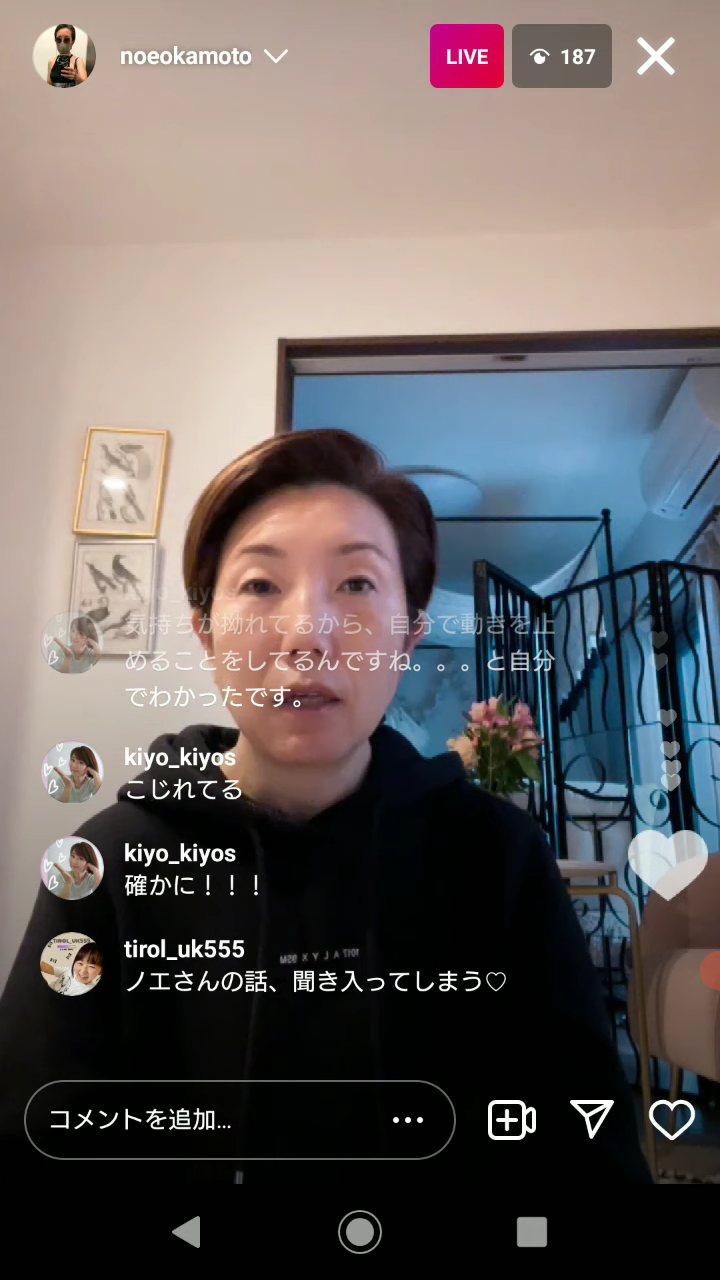 noeokamoto
LIVE
187
気持ちが拗れてるから、自分で動きを止
めることをしてるんですね。。。と自分
でわかったです。
kiyo_kiyos
こじれてる
kiyo_kiyos
確かに！！！
tirol_uk555
ノエさんの話、聞き入ってしまう♡
コメントを追加...